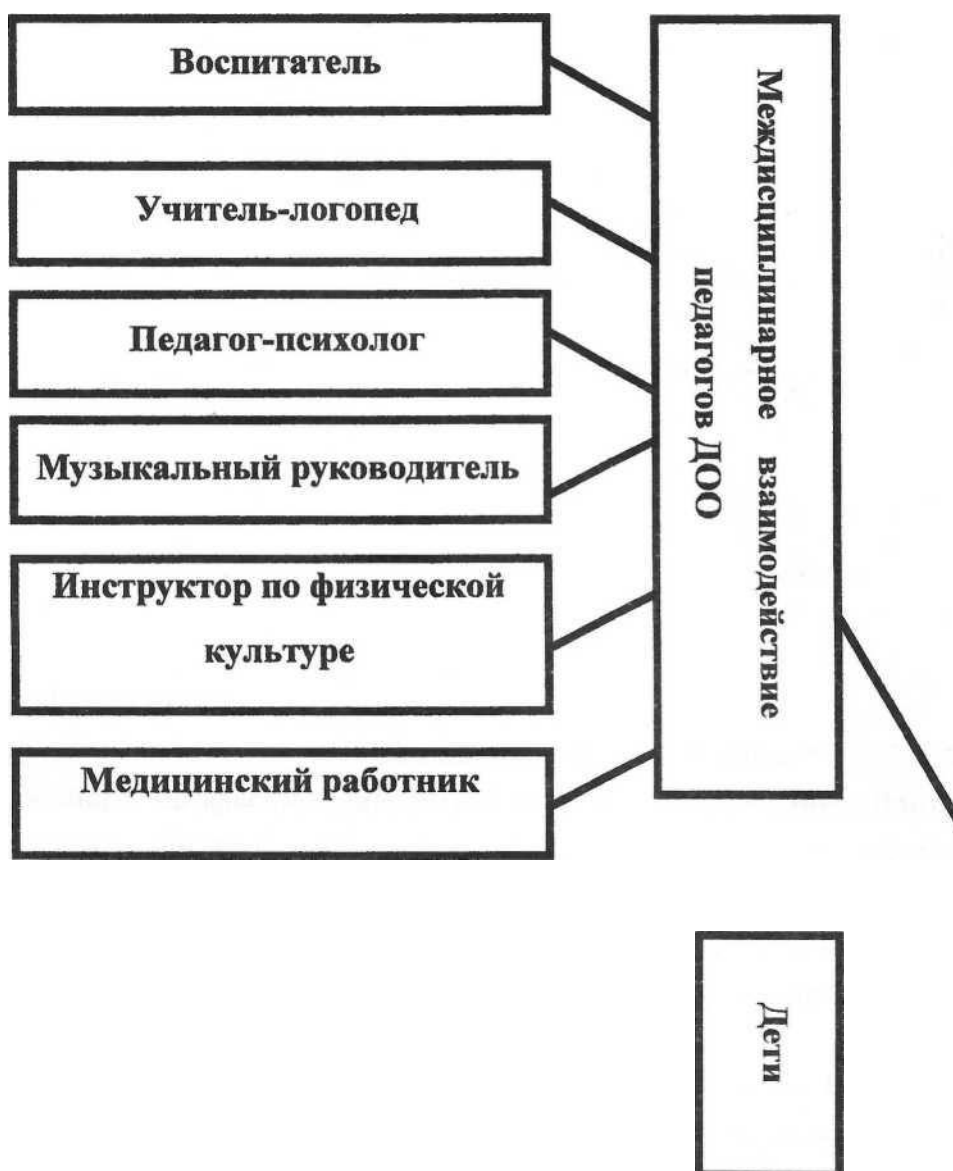 Воспитатель
Учитель-логопед
Педагог-психолог
Музыкальный руководитель
Инструктор по физической
культуре
Медицинский работник
Междисциплинарное взаимодействие
педагогов ДОО
Дети